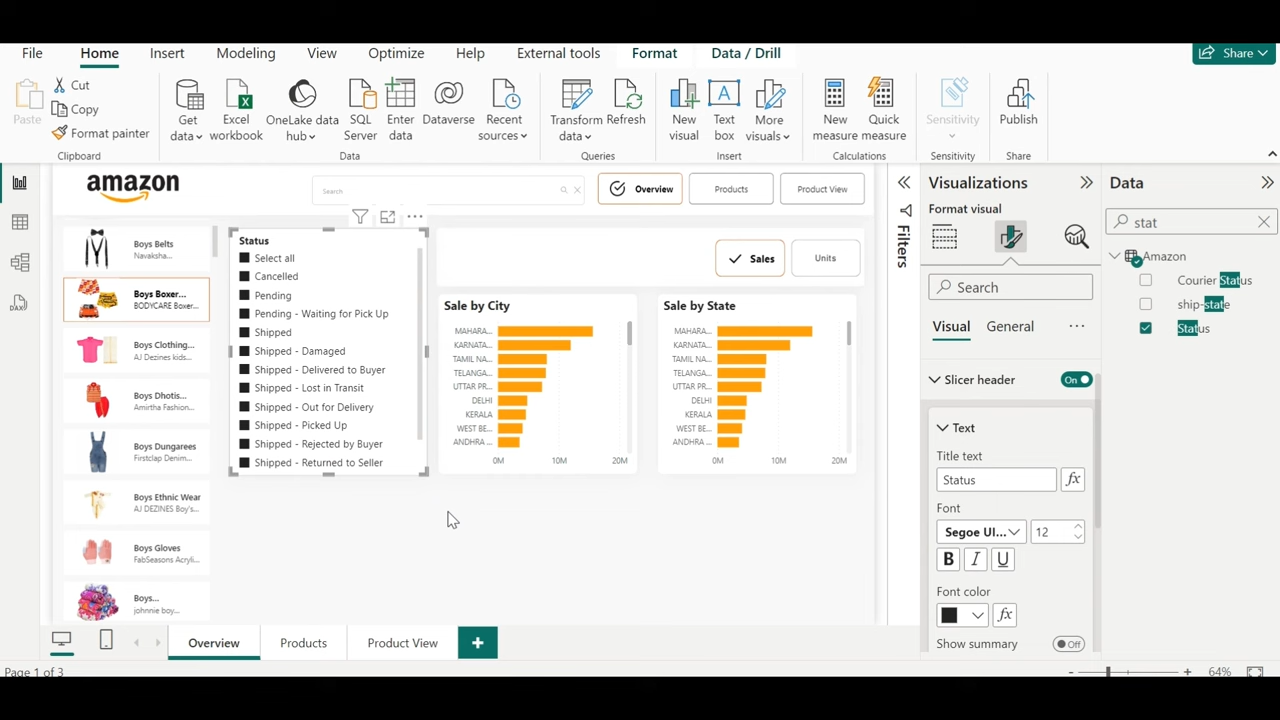 File Home Insert Modeling View Optimize Help External tools Format Data / Drill Share
Paste
Cut
Copy
Format painter
Get data
Excel workbook
OneLake data hub
SQL Server
Enter data
Dataverse
Recent sources
Transform data
Refresh
New visual
Text box
More visuals
New measure
Quick measure
Sensitivity
Publish
Clipboard Data Queries Insert Calculations Sensitivity Share
amazon
Search
Overview
Products
Product View
Boys Belts
Navaksha...
Boys Boxer...
BODYCARE Boxer...
Boys Clothing...
AJ Dezines kids...
Boys Dhotis...
Amirtha Fashion...
Boys Dungarees
Firstclap Denim...
Boys Ethnic Wear
AJ DEZINES Boy's...
Boys Gloves
FabSeasons Acryli...
Boys...
johnnie boy...
Status
Select all
Cancelled
Pending
Pending - Waiting for Pick Up
Shipped
Shipped - Damaged
Shipped - Delivered to Buyer
Shipped - Lost in Transit
Shipped - Out for Delivery
Shipped - Picked Up
Shipped - Rejected by Buyer
Shipped - Returned to Seller
Sales
Units
Sale by City
MAHARA...
KARNATA...
TAMIL NA...
TELANGA...
UTTAR PR...
DELHI
KERALA
WEST BE...
ANDHRA ...
0M 10M 20M
Sale by State
MAHARA...
KARNATA...
TAMIL NA...
TELANGA...
UTTAR PR...
DELHI
KERALA
WEST BE...
ANDHRA ...
0M 10M 20M
Filters
Visualizations
Format visual
Search
Visual General
Slicer header On
Text
Title text
Status
fx
Font
Segoe UI... 12
B I U
Font color
fx
Show summary Off
Data
stat
Amazon
Courier Status
ship-state
Status
DAX
Overview Products Product View +
Page 1 of 3
- + 64%